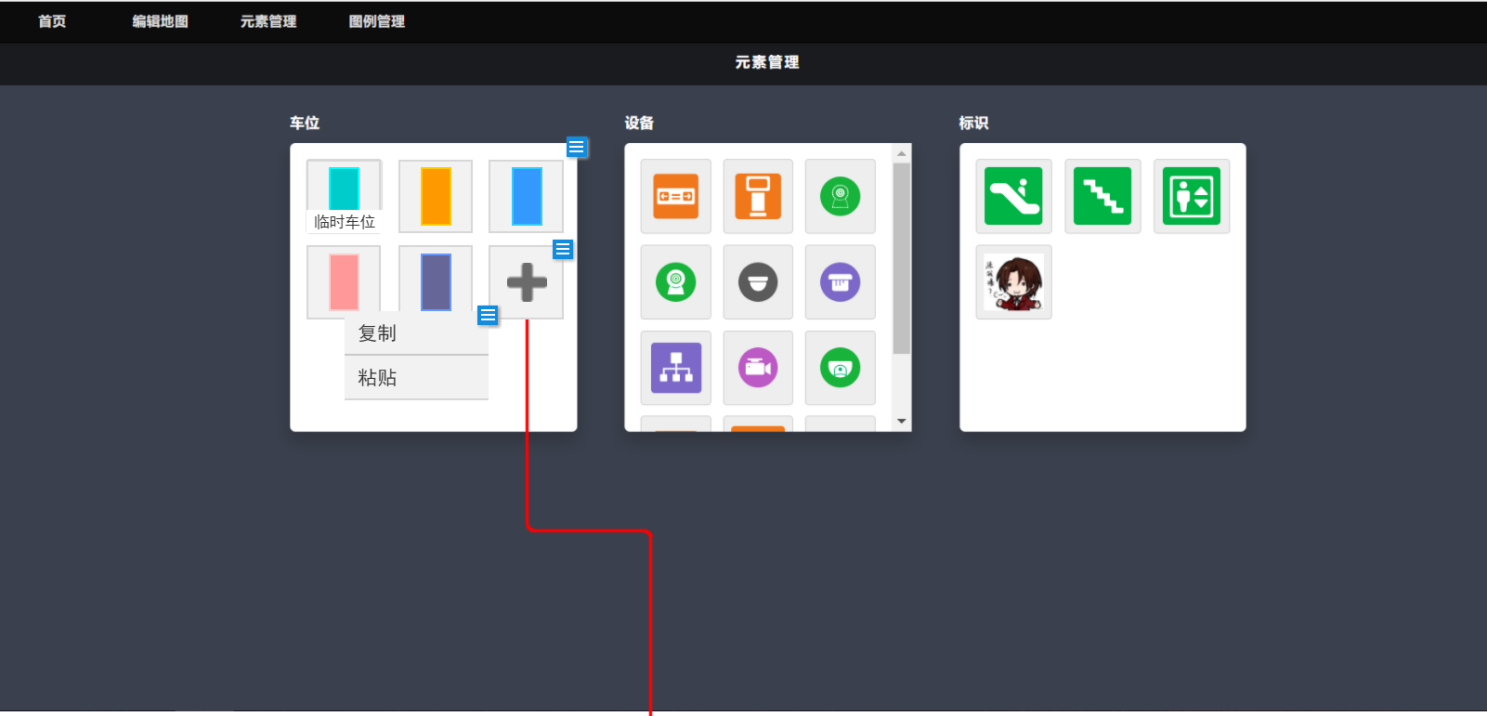 首页 编辑地图 元素管理 图例管理
元素管理
车位 设备 标识
临时车位
复制
粘贴